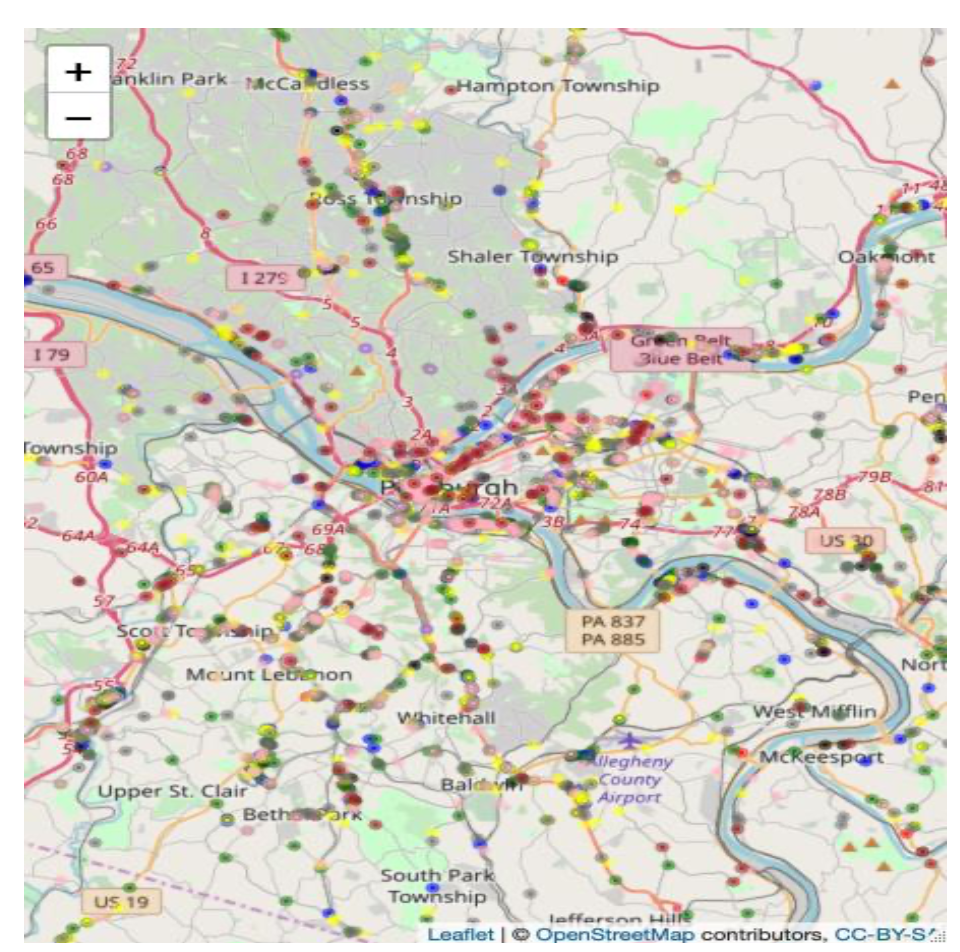 +
−
72
anklin Park
McCandless
Hampton Township
68
68
11
48
66
Ross Township
8
65
I 279
Shaler Township
Oakmont
5
5
I 79
4
3A
4
Green Belt
Blue Belt
10
8
3
3
2
Pen
2A
Township
60A
Pittsburgh
79B
81
78B
78A
1A
72A
3B
74
77
64A
64A
69A
67
68
US 30
65
57
PA 837
PA 885
Scott Township
Mount Lebanon
Nort
55
Whitehall
West Mifflin
McKeesport
Allegheny
County
Airport
Upper St. Clair
Baldwin
Bethel Park
South Park
Township
US 19
Jefferson Hills
Leaflet | © OpenStreetMap contributors, CC-BY-S